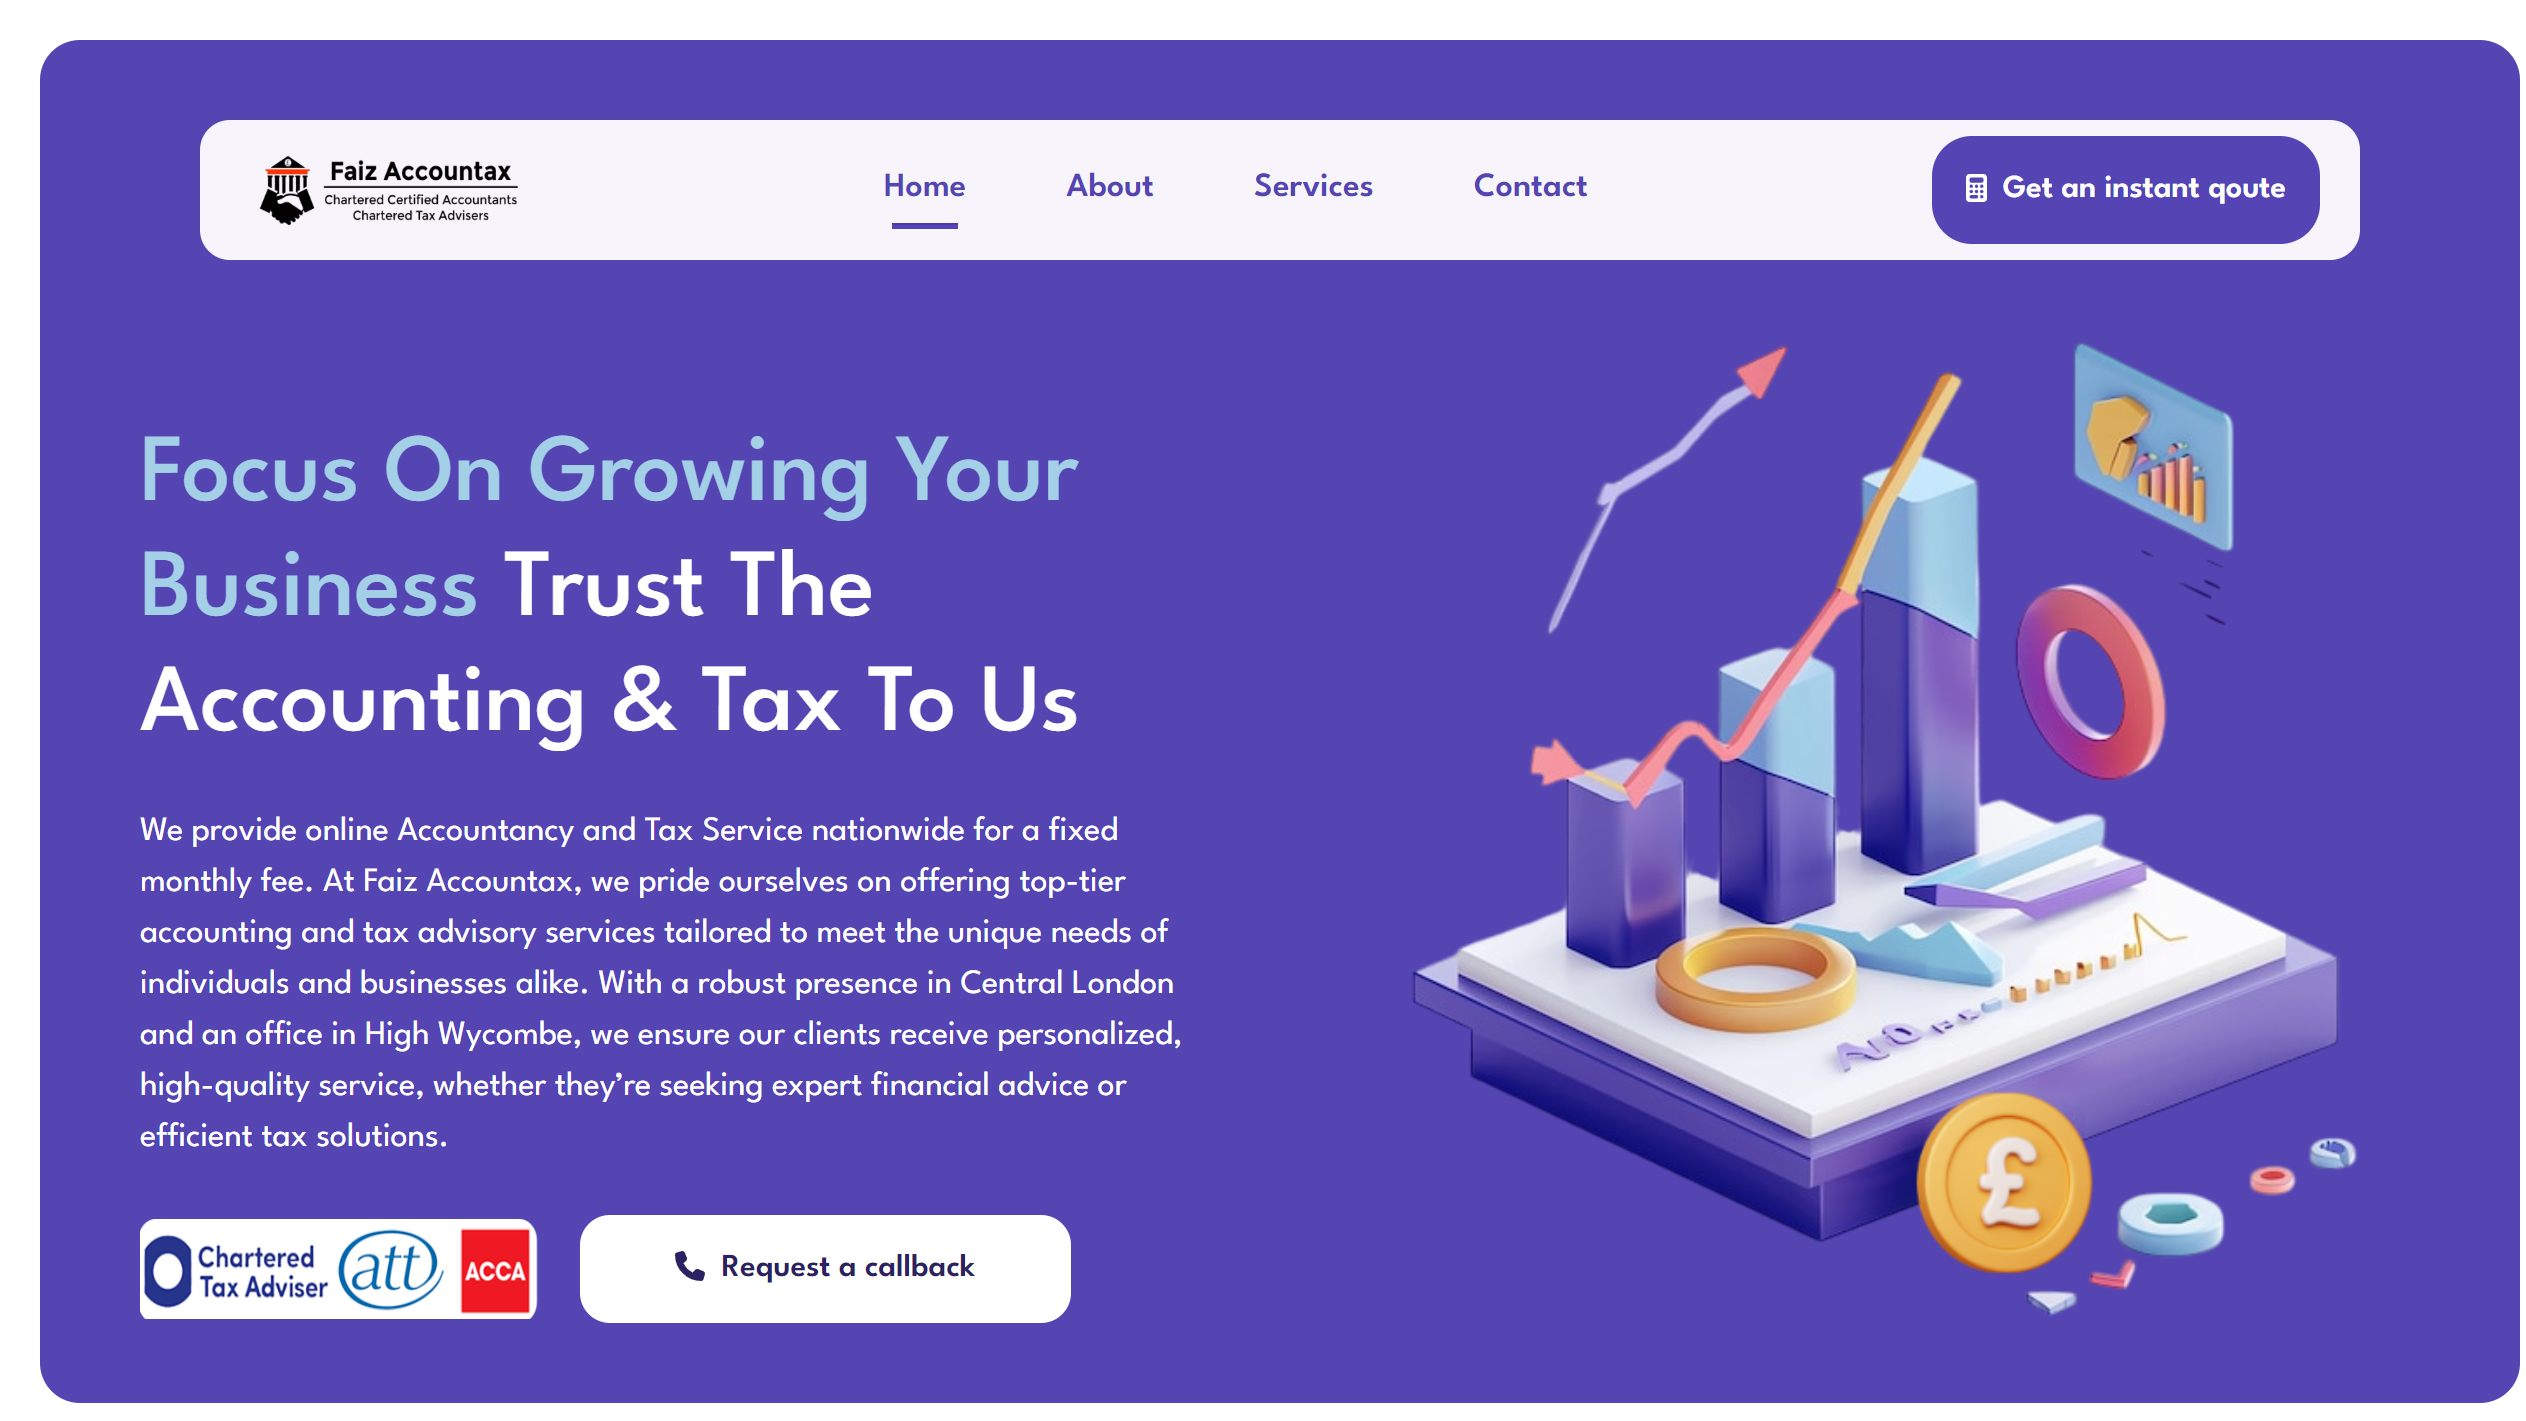 Faiz Accountax
Chartered Certified Accountants
Chartered Tax Advisers
Home
About
Services
Contact
Get an instant qoute
Focus On Growing Your
Business Trust The
Accounting & Tax To Us
We provide online Accountancy and Tax Service nationwide for a fixed
monthly fee. At Faiz Accountax, we pride ourselves on offering top-tier
accounting and tax advisory services tailored to meet the unique needs of
individuals and businesses alike. With a robust presence in Central London
and an office in High Wycombe, we ensure our clients receive personalized,
high-quality service, whether they’re seeking expert financial advice or
efficient tax solutions.
Chartered
Tax Adviser
att
ACCA
Request a callback
£